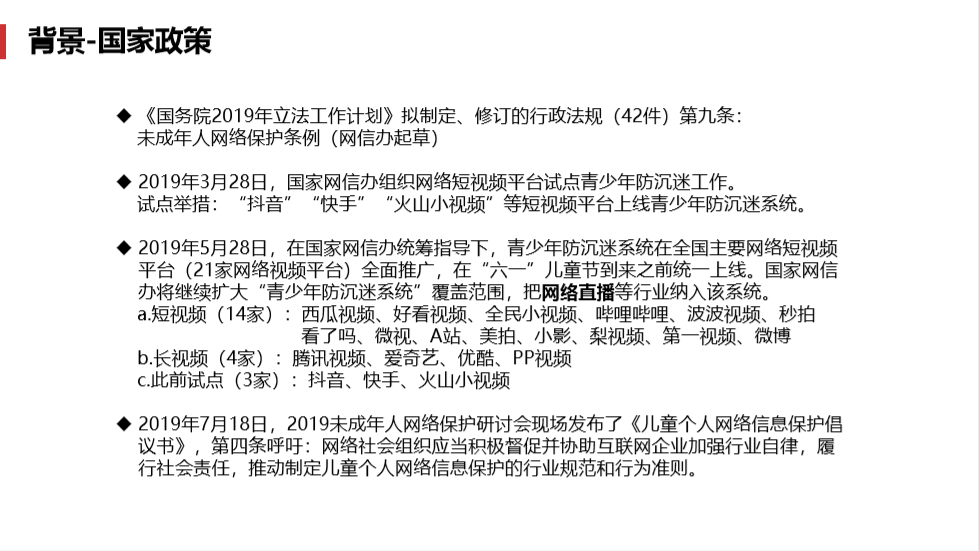 背景-国家政策
◆ 《国务院2019年立法工作计划》拟制定、修订的行政法规（42件）第九条：
未成年人网络保护条例（网信办起草）
◆ 2019年3月28日，国家网信办组织网络短视频平台试点青少年防沉迷工作。
试点举措：“抖音”“快手”“火山小视频”等短视频平台上线青少年防沉迷系统。
◆ 2019年5月28日，在国家网信办统筹指导下，青少年防沉迷系统在全国主要网络短视频
平台（21家网络视频平台）全面推广，在“六一”儿童节到来之前统一上线。国家网信
办将继续扩大“青少年防沉迷系统”覆盖范围，把网络直播等行业纳入该系统。
a.短视频（14家）：西瓜视频、好看视频、全民小视频、哔哩哔哩、波波视频、秒拍
看了吗、微视、A站、美拍、小影、梨视频、第一视频、微博
b.长视频（4家）：腾讯视频、爱奇艺、优酷、PP视频
c.此前试点（3家）：抖音、快手、火山小视频
◆ 2019年7月18日，2019未成年人网络保护研讨会现场发布了《儿童个人网络信息保护倡
议书》，第四条呼吁：网络社会组织应当积极督促并协助互联网企业加强行业自律，履
行社会责任，推动制定儿童个人网络信息保护的行业规范和行为准则。